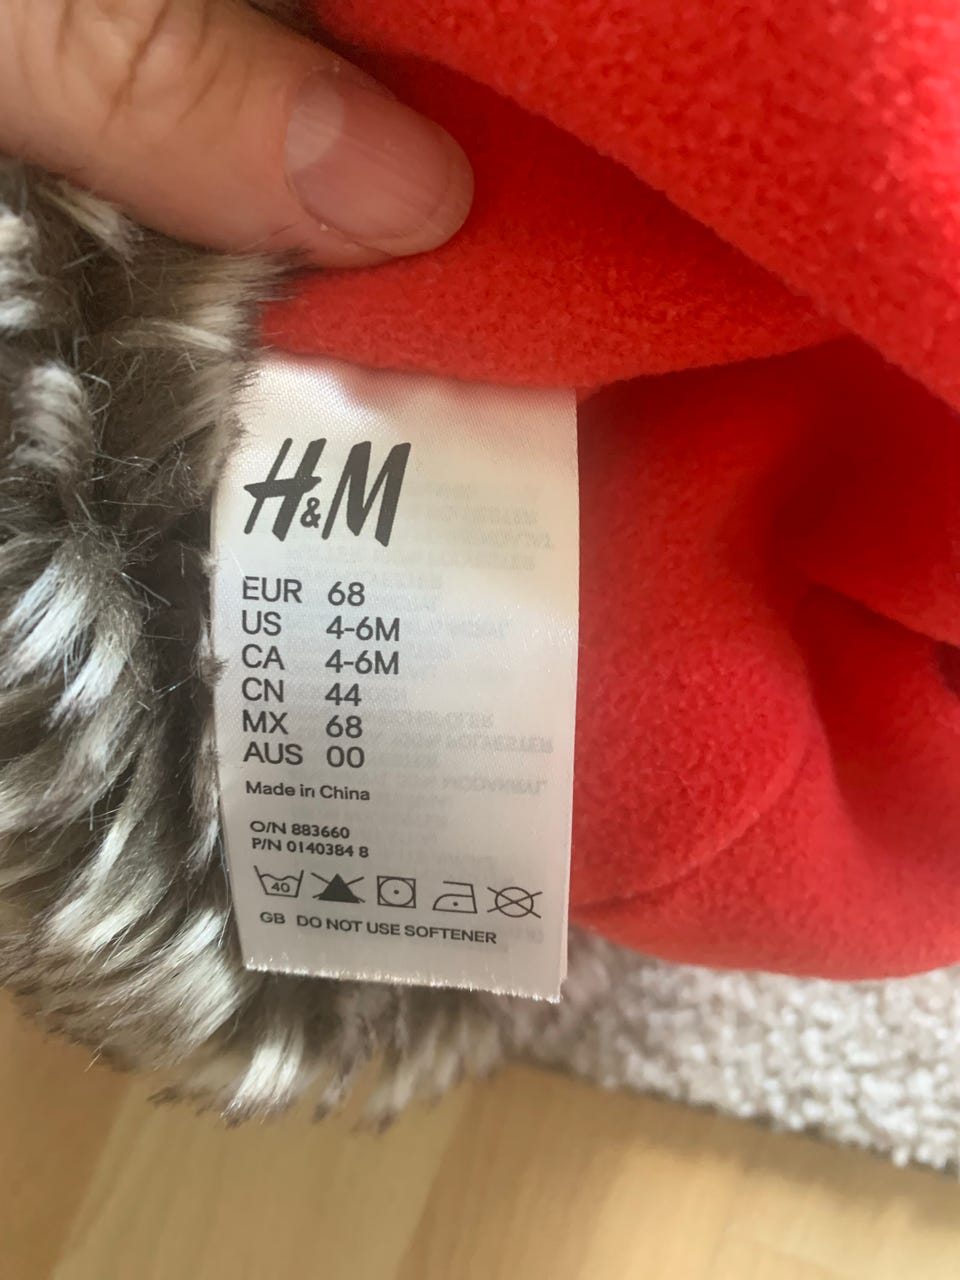 H&M
EUR 68
US 4-6M
CA 4-6M
CN 44
MX 68
AUS 00
Made in China
O/N 883660
P/N 0140384 8
40
GB DO NOT USE SOFTENER